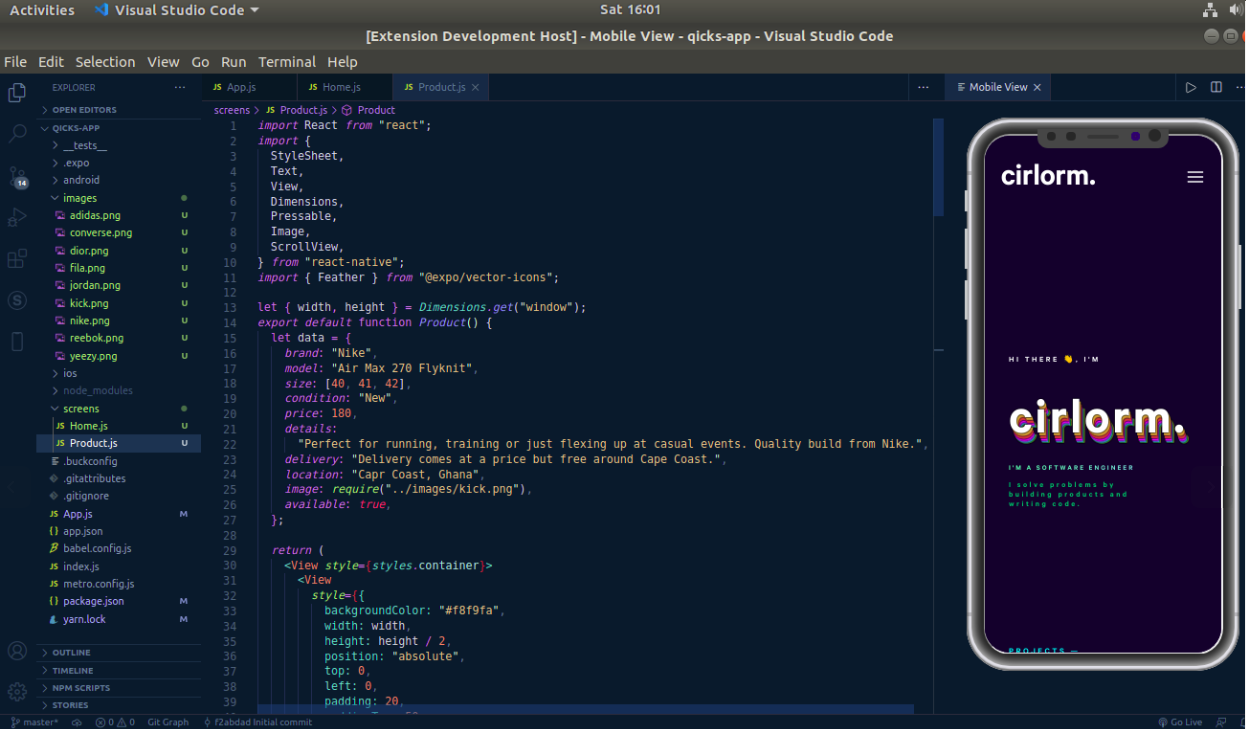 Activities Visual Studio Code Sat 16:01
[Extension Development Host] - Mobile View - qicks-app - Visual Studio Code
File Edit Selection View Go Run Terminal Help
EXPLORER ...
OPEN EDITORS
QICKS-APP
__tests__
.expo
android
images
adidas.png U
converse.png U
dior.png U
fila.png U
jordan.png U
kick.png U
nike.png U
reebok.png U
yeezy.png U
ios
node_modules
screens
JS Home.js U
JS Product.js U
.buckconfig
.gitattributes
.gitignore
JS App.js M
{} app.json
babel.config.js
JS index.js
JS metro.config.js
{} package.json M
yarn.lock M
OUTLINE
TIMELINE
NPM SCRIPTS
STORIES
14
S
JS App.js JS Home.js JS Product.js × ...
screens > JS Product.js > Product
1 import React from "react";
2 import {
3 StyleSheet,
4 Text,
5 View,
6 Dimensions,
7 Pressable,
8 Image,
9 ScrollView,
10 } from "react-native";
11 import { Feather } from "@expo/vector-icons";
12
13 let { width, height } = Dimensions.get("window");
14 export default function Product() {
15 let data = {
16 brand: "Nike",
17 model: "Air Max 270 Flyknit",
18 size: [40, 41, 42],
19 condition: "New",
20 price: 180,
21 details:
22 "Perfect for running, training or just flexing up at casual events. Quality build from Nike.",
23 delivery: "Delivery comes at a price but free around Cape Coast.",
24 location: "Capr Coast, Ghana",
25 image: require("../images/kick.png"),
26 available: true,
27 };
28
29 return (
30 <View style={styles.container}>
31 <View
32 style={{
33 backgroundColor: "#f8f9fa",
34 width: width,
35 height: height / 2,
36 position: "absolute",
37 top: 0,
38 left: 0,
39 padding: 20,
Mobile View × ...
cirlorm.
HI THERE 👋, I'M
cirlorm.
I'M A SOFTWARE ENGINEER
I solve problems by
building products and
writing code.
PROJECTS —
master* 0 0 Git Graph f2abdad Initial commit Go Live